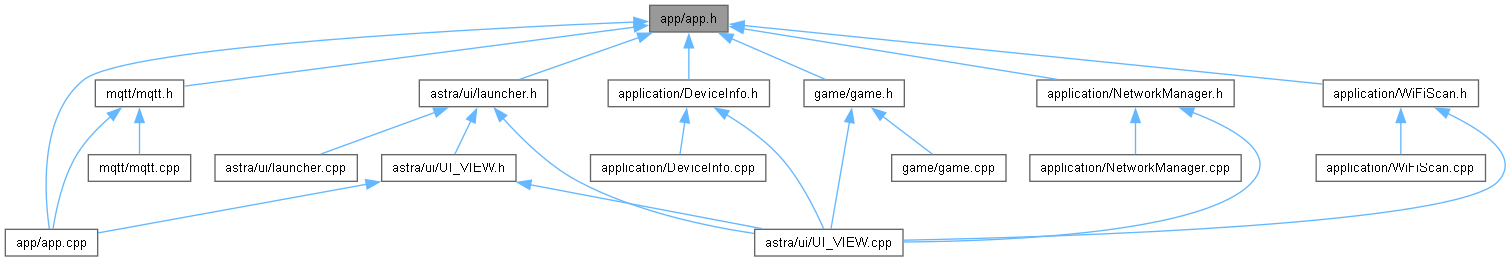 app/app.h
mqtt/mqtt.h
astra/ui/launcher.h
application/DeviceInfo.h
game/game.h
application/NetworkManager.h
application/WiFiScan.h
mqtt/mqtt.cpp
astra/ui/launcher.cpp
astra/ui/UI_VIEW.h
application/DeviceInfo.cpp
game/game.cpp
application/NetworkManager.cpp
application/WiFiScan.cpp
app/app.cpp
astra/ui/UI_VIEW.cpp